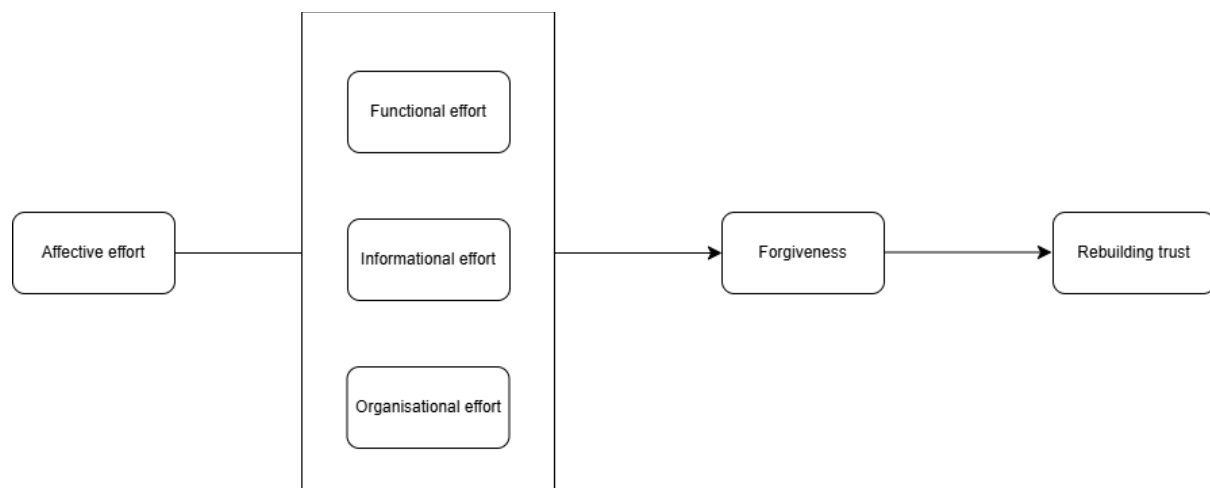 Functional effort
Affective effort
Informational effort
Forgiveness
Rebuilding trust
Organisational effort